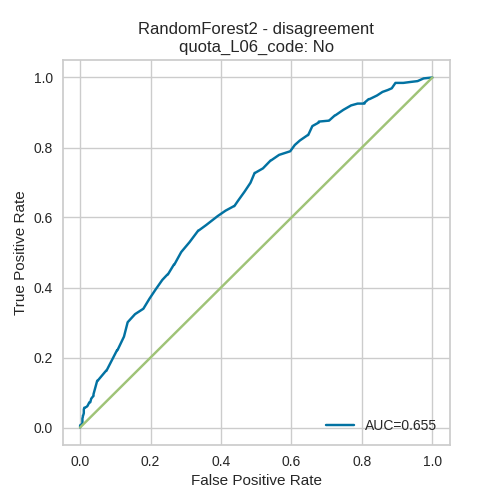 RandomForest2 - disagreement
quota_L06_code: No
True Positive Rate
1.0
0.8
0.6
0.4
0.2
0.0
AUC=0.655
0.0 0.2 0.4 0.6 0.8 1.0
False Positive Rate